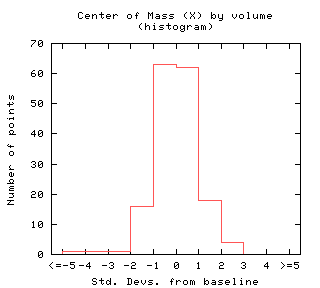 Center of Mass (X) by volume
(histogram)
70
60
50
40
30
20
10
0
Number of points
<=-5 -4 -3 -2 -1 0 1 2 3 4 >=5
Std. Devs. from baseline